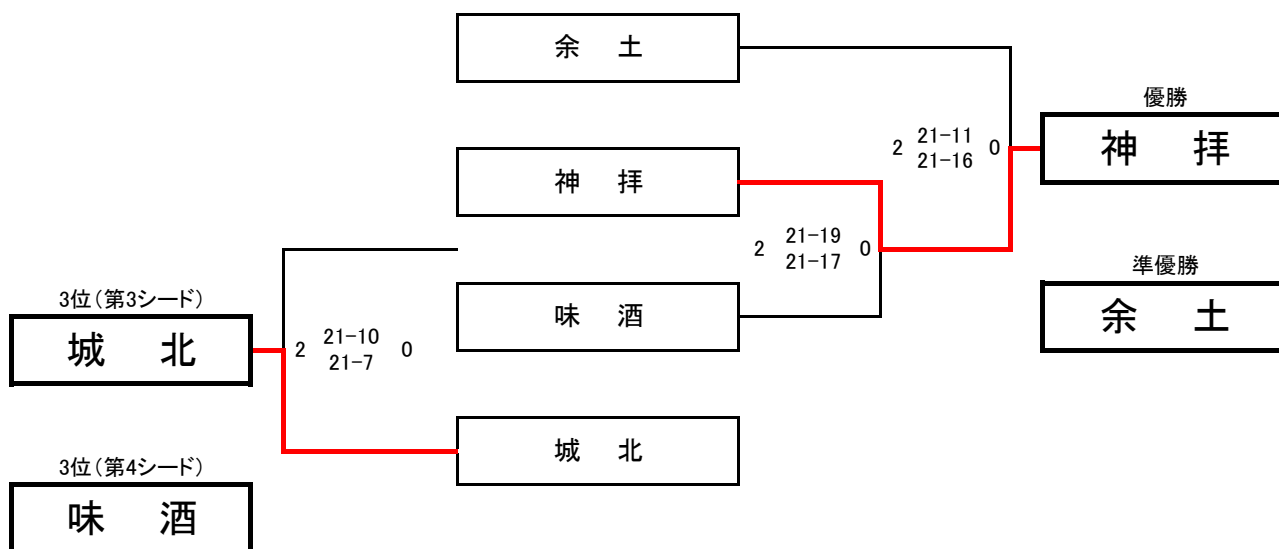 余 土
優勝
神 拝
2 21-11 0
21-16
神 拝
2 21-19 0
21-17
準優勝
余 土
3位(第3シード)
城 北
味 酒
2 21-10 0
21-7
城 北
3位(第4シード)
味 酒